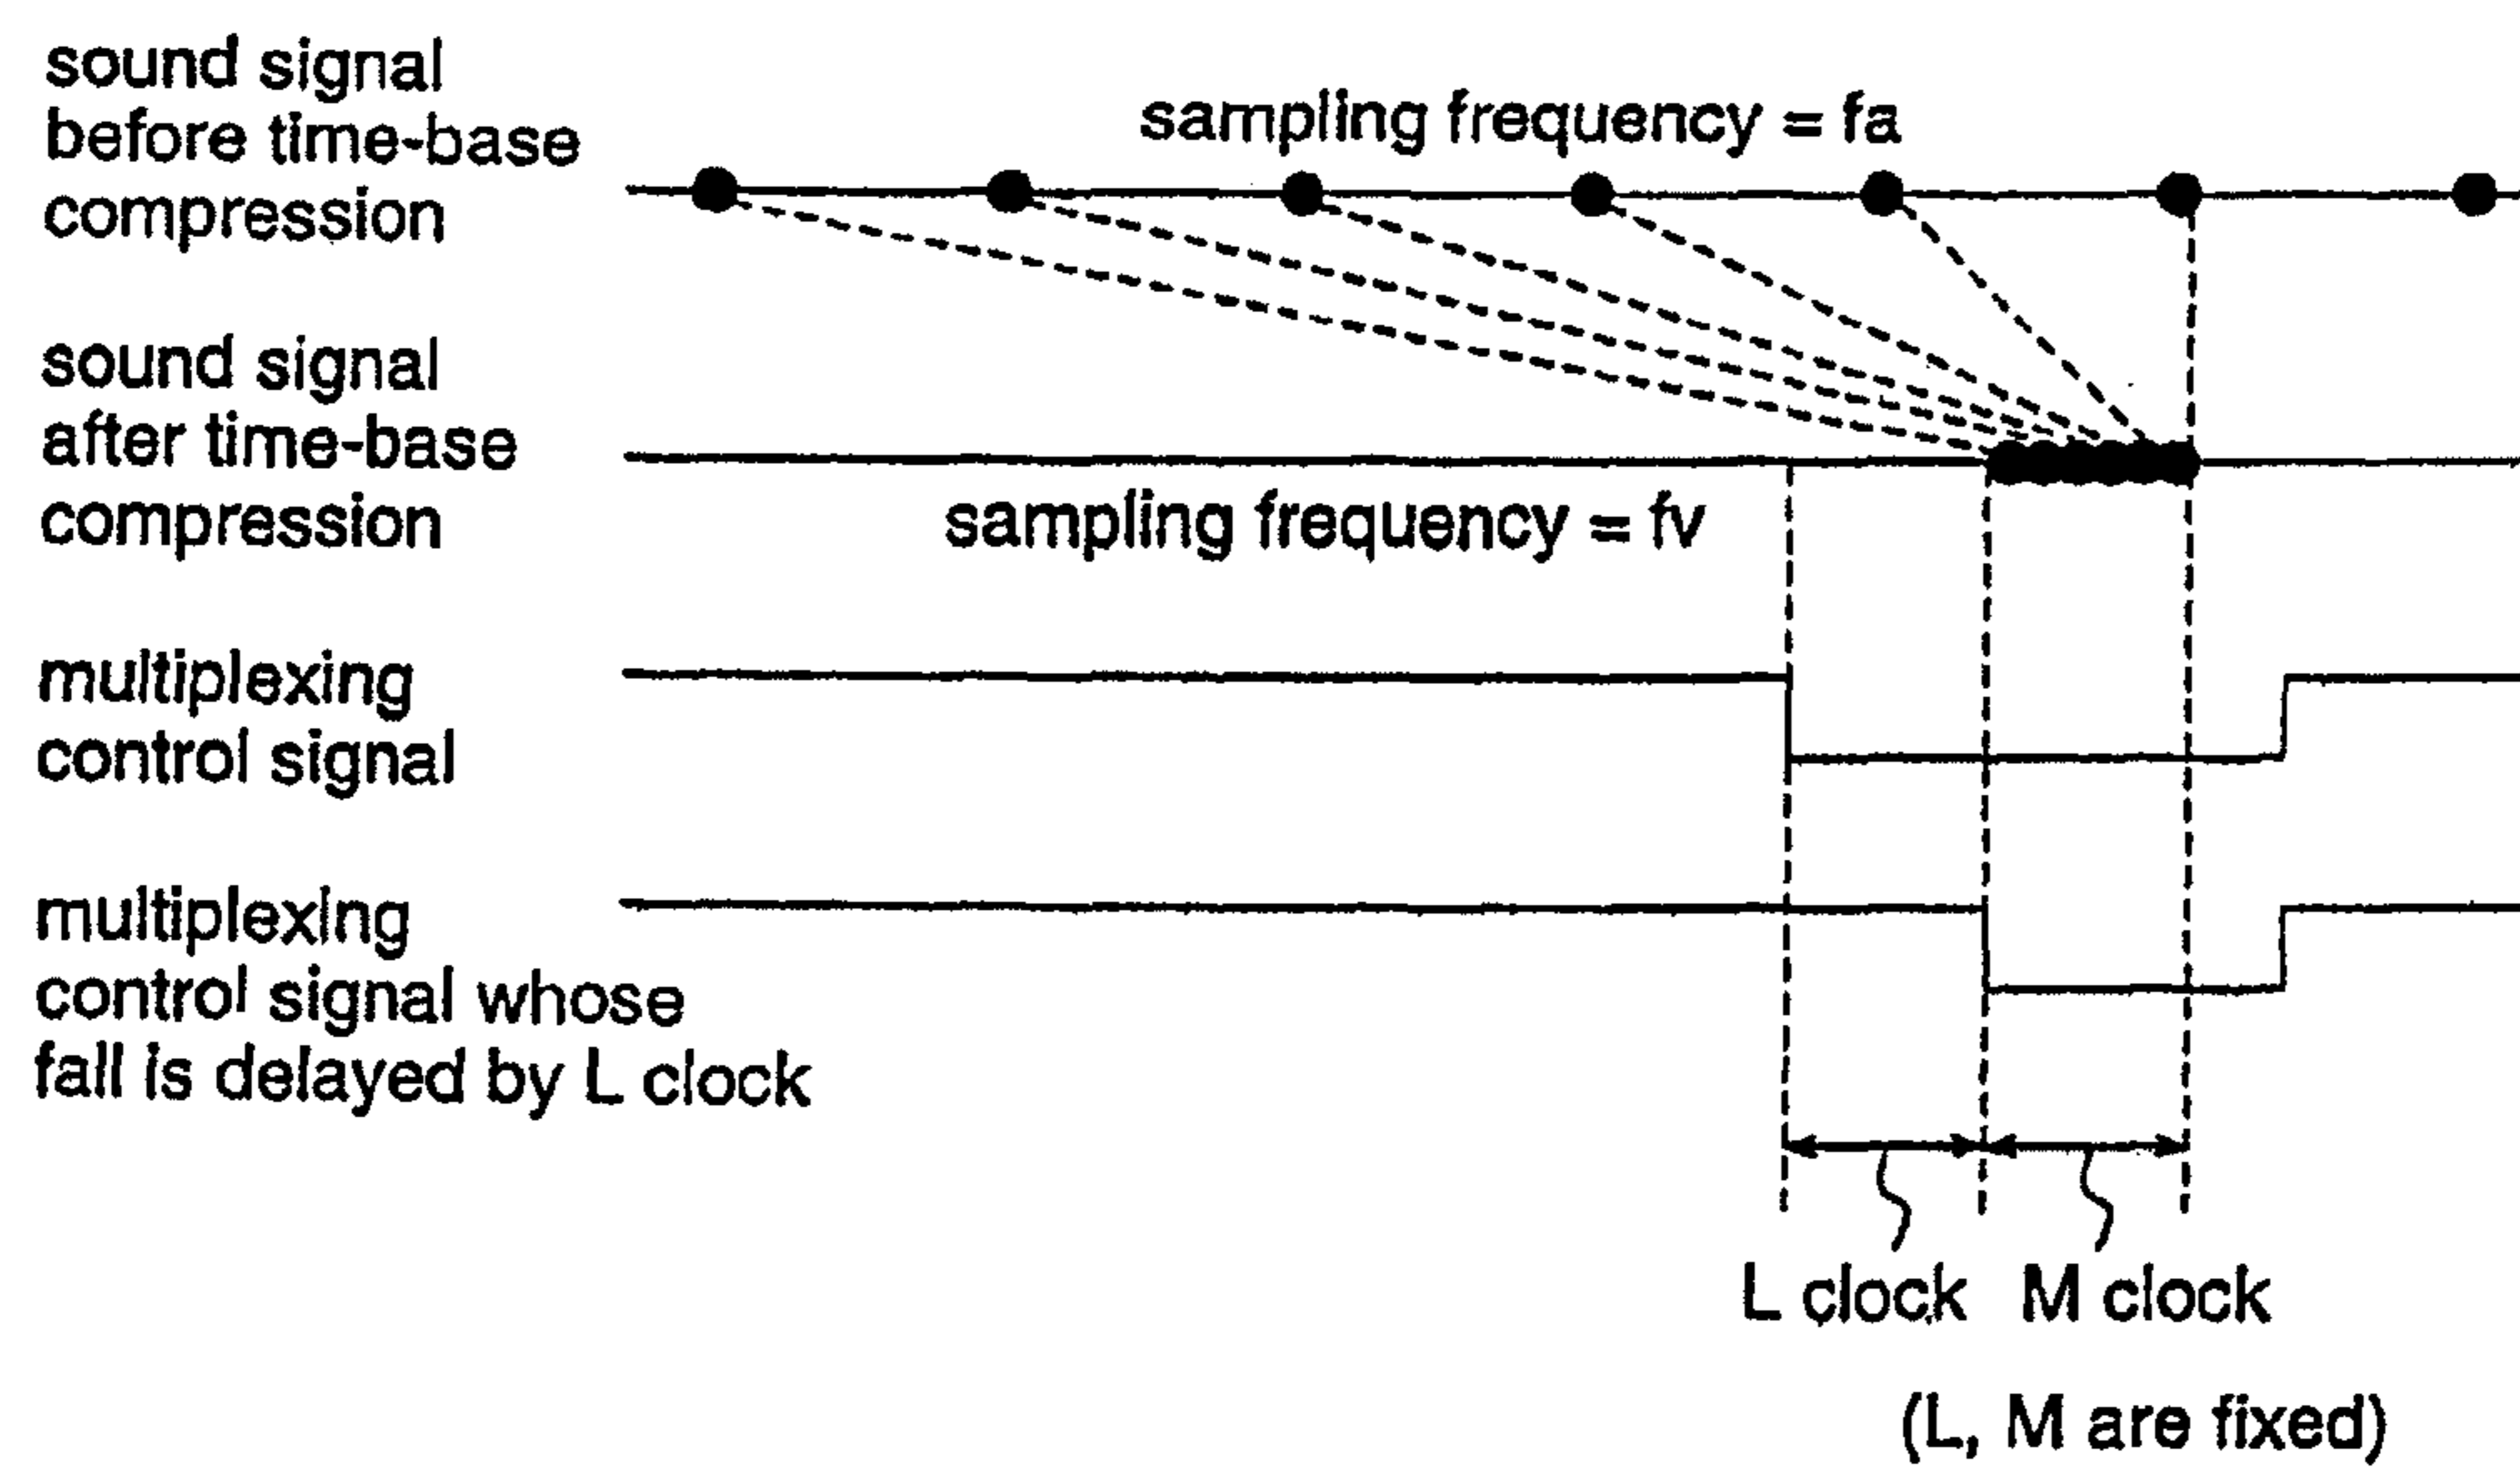 sound signal
before time-base
compression
sampling frequency = fa
sound signal
after time-base
compression
sampling frequency = fv
multiplexing
control signal
multiplexing
control signal whose
fall is delayed by L clock
L clock
M clock
(L, M are fixed)